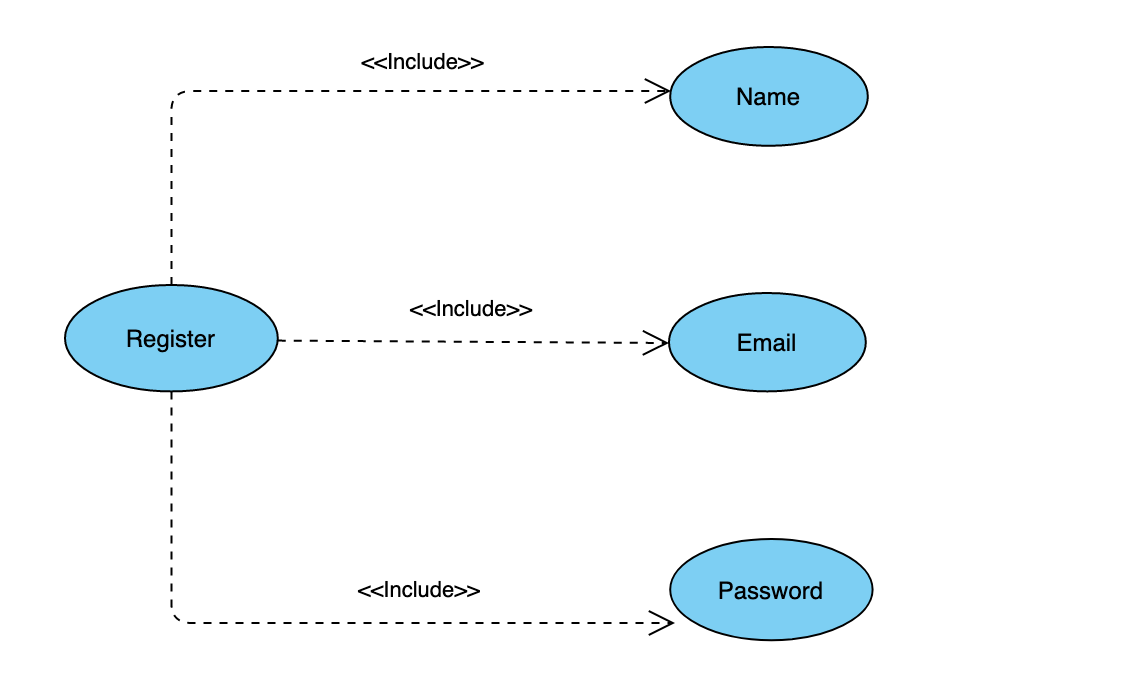 <<Include>>
Name
<<Include>>
Register
Email
<<Include>>
Password